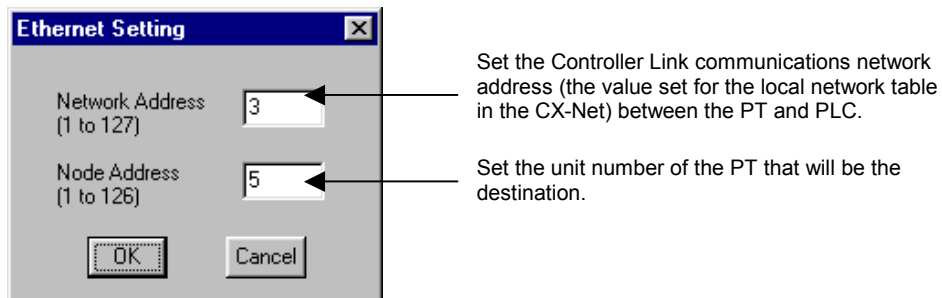 Ethernet Setting
Network Address
(1 to 127)
3
Node Address
(1 to 126)
5
OK
Cancel
Set the Controller Link communications network
address (the value set for the local network table
in the CX-Net) between the PT and PLC.
Set the unit number of the PT that will be the
destination.